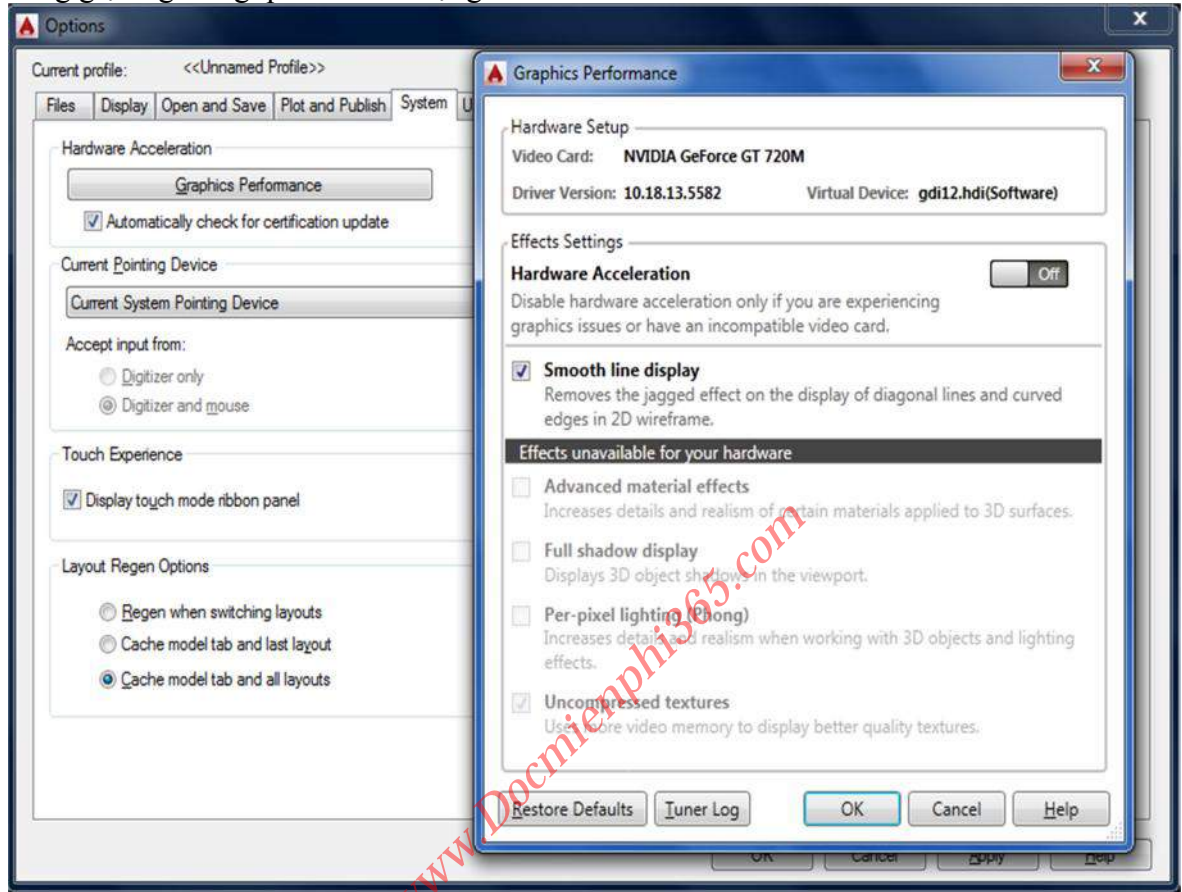 Options
Current profile: <<Unnamed Profile>>
Files Display Open and Save Plot and Publish System
Hardware Acceleration
Graphics Performance
Automatically check for certification update
Current Pointing Device
Current System Pointing Device
Accept input from:
Digitizer only
Digitizer and mouse
Touch Experience
Display touch mode ribbon panel
Layout Regen Options
Regen when switching layouts
Cache model tab and last layout
Cache model tab and all layouts
Graphics Performance
Hardware Setup
Video Card: NVIDIA GeForce GT 720M
Driver Version: 10.18.13.5582 Virtual Device: gdi12.hdi(Software)
Effects Settings
Hardware Acceleration Off
Disable hardware acceleration only if you are experiencing
graphics issues or have an incompatible video card.
Smooth line display
Removes the jagged effect on the display of diagonal lines and curved
edges in 2D wireframe.
Effects unavailable for your hardware
Advanced material effects
Increases details and realism of certain materials applied to 3D surfaces.
Full shadow display
Displays 3D object shadows in the viewport.
Per-pixel lighting (Phong)
Increases details and realism when working with 3D objects and lighting
effects.
Uncompressed textures
Uses more video memory to display better quality textures.
Restore Defaults Tuner Log OK Cancel Help
OK Cancel Apply Help
www.Docmienphi365.com